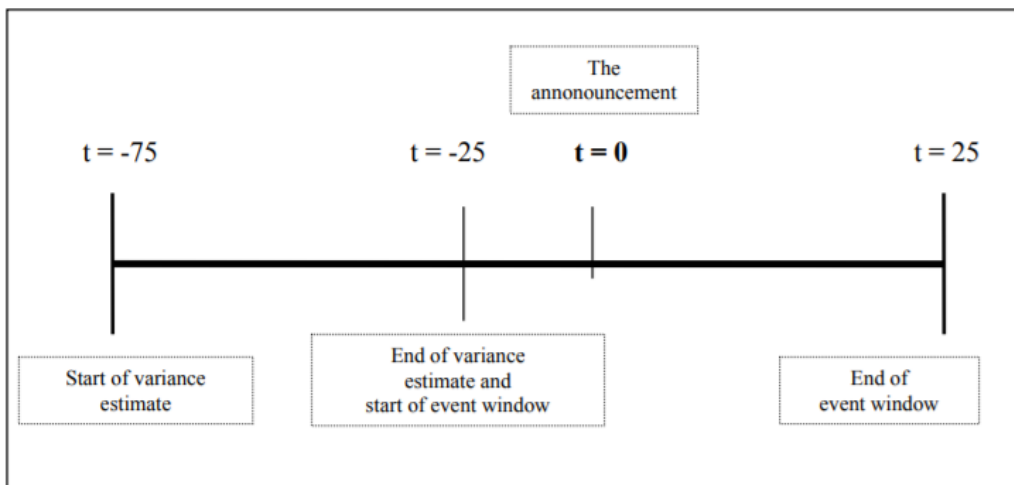 The
annonouncement
t = -75
t = -25
t = 0
t = 25
Start of variance
estimate
End of variance
estimate and
start of event window
End of
event window